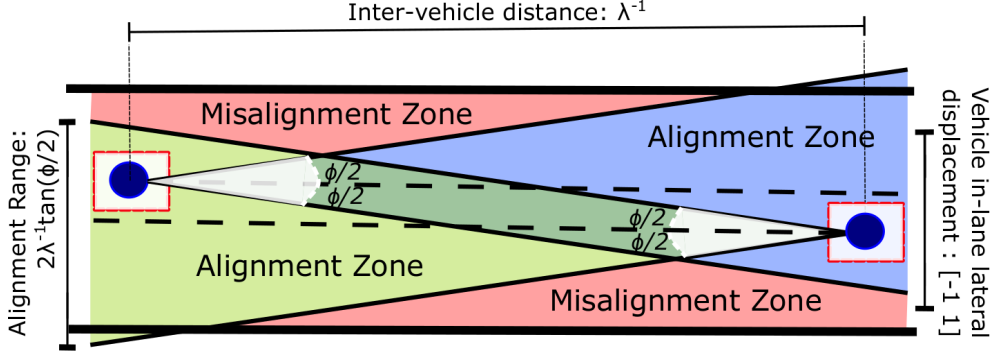 Inter-vehicle distance: λ⁻¹
Misalignment Zone
Alignment Zone
Alignment Range:
2λ⁻¹tan(ϕ/2)
ϕ/2
ϕ/2
ϕ/2
ϕ/2
Alignment Zone
Misalignment Zone
Vehicle in-lane lateral
displacement : [-1 1]